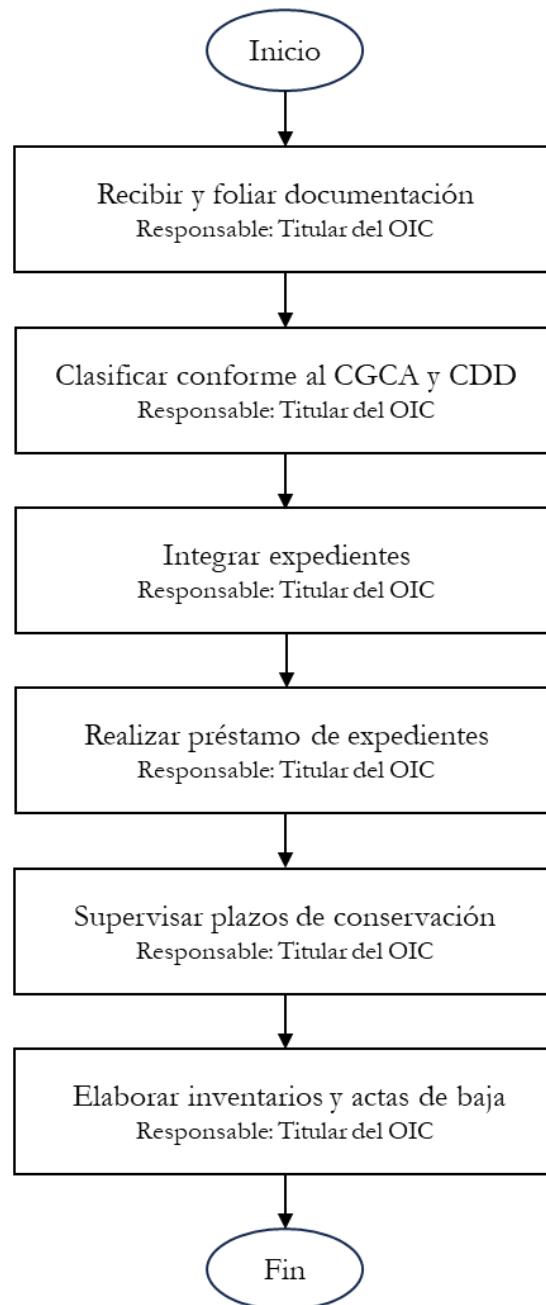 Inicio
Recibir y foliar documentación
Responsable: Titular del OIC
Clasificar conforme al CGCA y CDD
Responsable: Titular del OIC
Integrar expedientes
Responsable: Titular del OIC
Realizar préstamo de expedientes
Responsable: Titular del OIC
Supervisar plazos de conservación
Responsable: Titular del OIC
Elaborar inventarios y actas de baja
Responsable: Titular del OIC
Fin